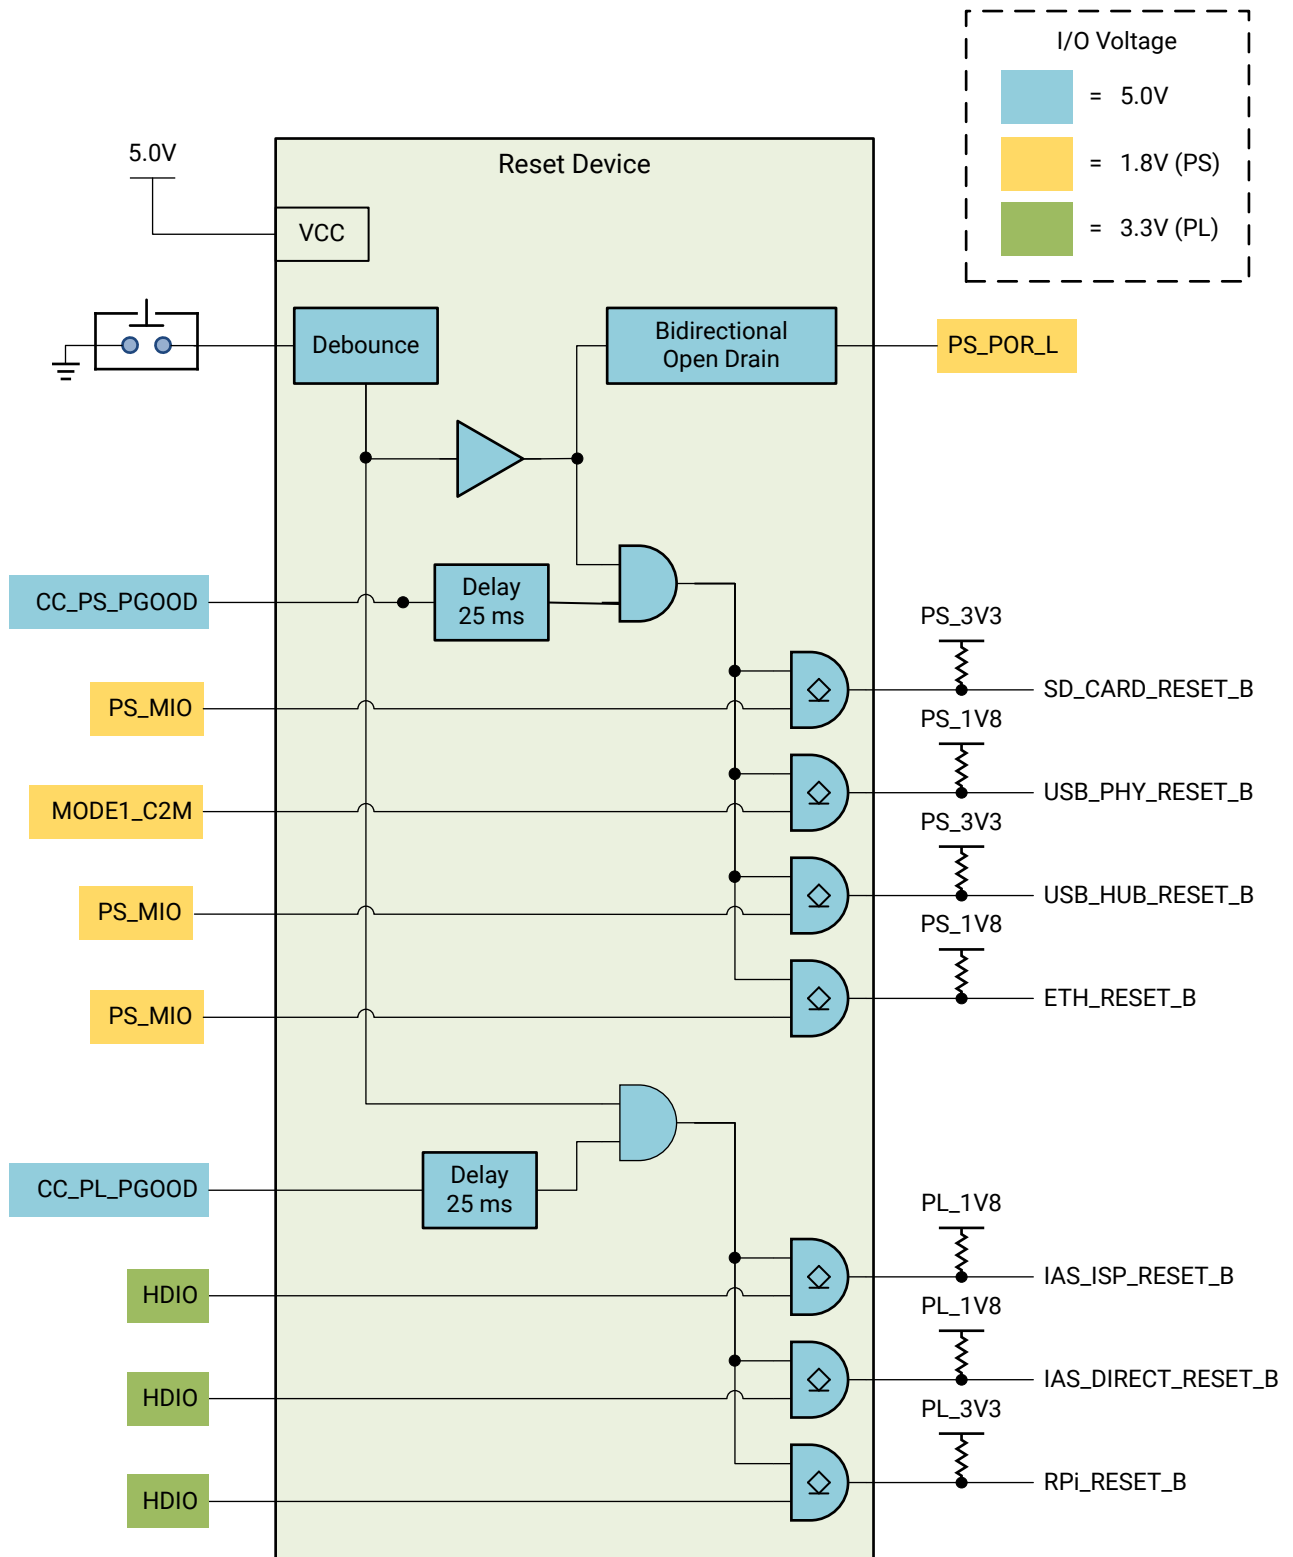 I/O Voltage
= 5.0V
= 1.8V (PS)
= 3.3V (PL)
5.0V
Reset Device
VCC
Debounce
Bidirectional
Open Drain
PS_POR_L
CC_PS_PGOOD
Delay
25 ms
PS_3V3
PS_MIO
SD_CARD_RESET_B
PS_1V8
MODE1_C2M
USB_PHY_RESET_B
PS_3V3
PS_MIO
USB_HUB_RESET_B
PS_1V8
PS_MIO
ETH_RESET_B
CC_PL_PGOOD
Delay
25 ms
PL_1V8
HDIO
IAS_ISP_RESET_B
PL_1V8
HDIO
IAS_DIRECT_RESET_B
PL_3V3
HDIO
RPi_RESET_B